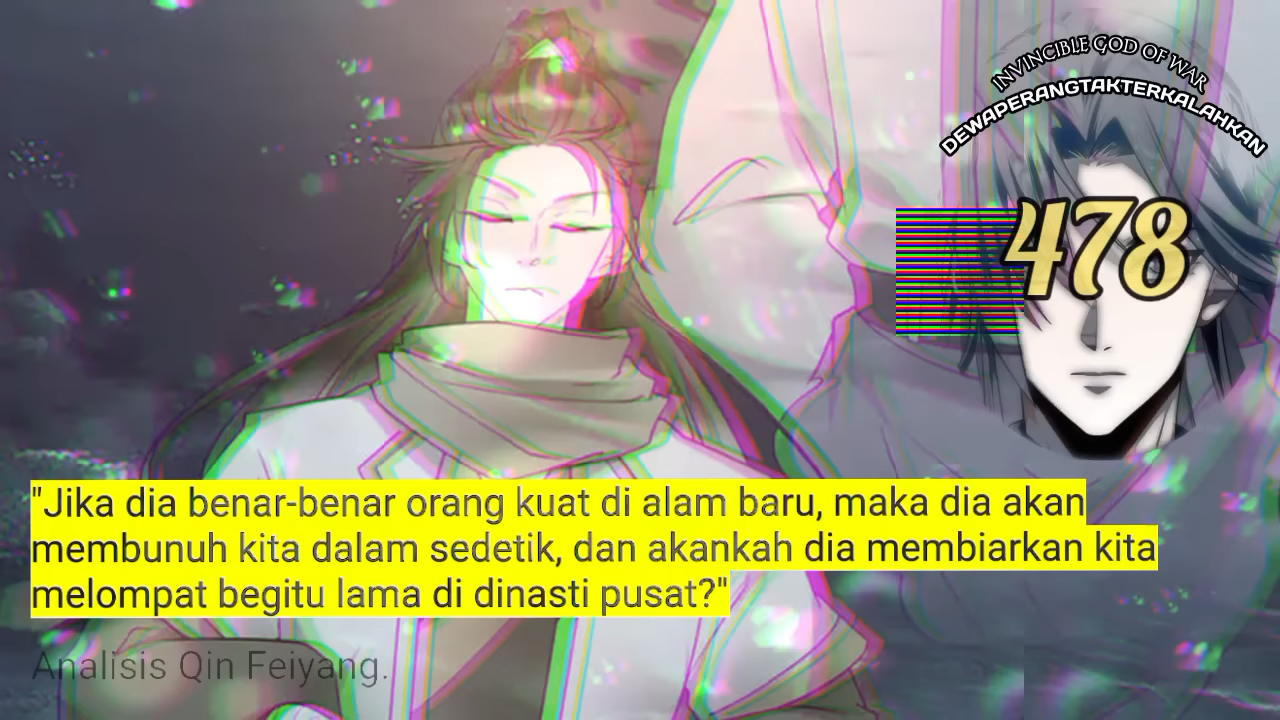 INVINCIBLE GOD OF WAR
DEWAPERANGTAKTERKALAHKAN
478
"Jika dia benar-benar orang kuat di alam baru, maka dia akan
membunuh kita dalam sedetik, dan akankah dia membiarkan kita
melompat begitu lama di dinasti pusat?"
Analisis Qin Feiyang.